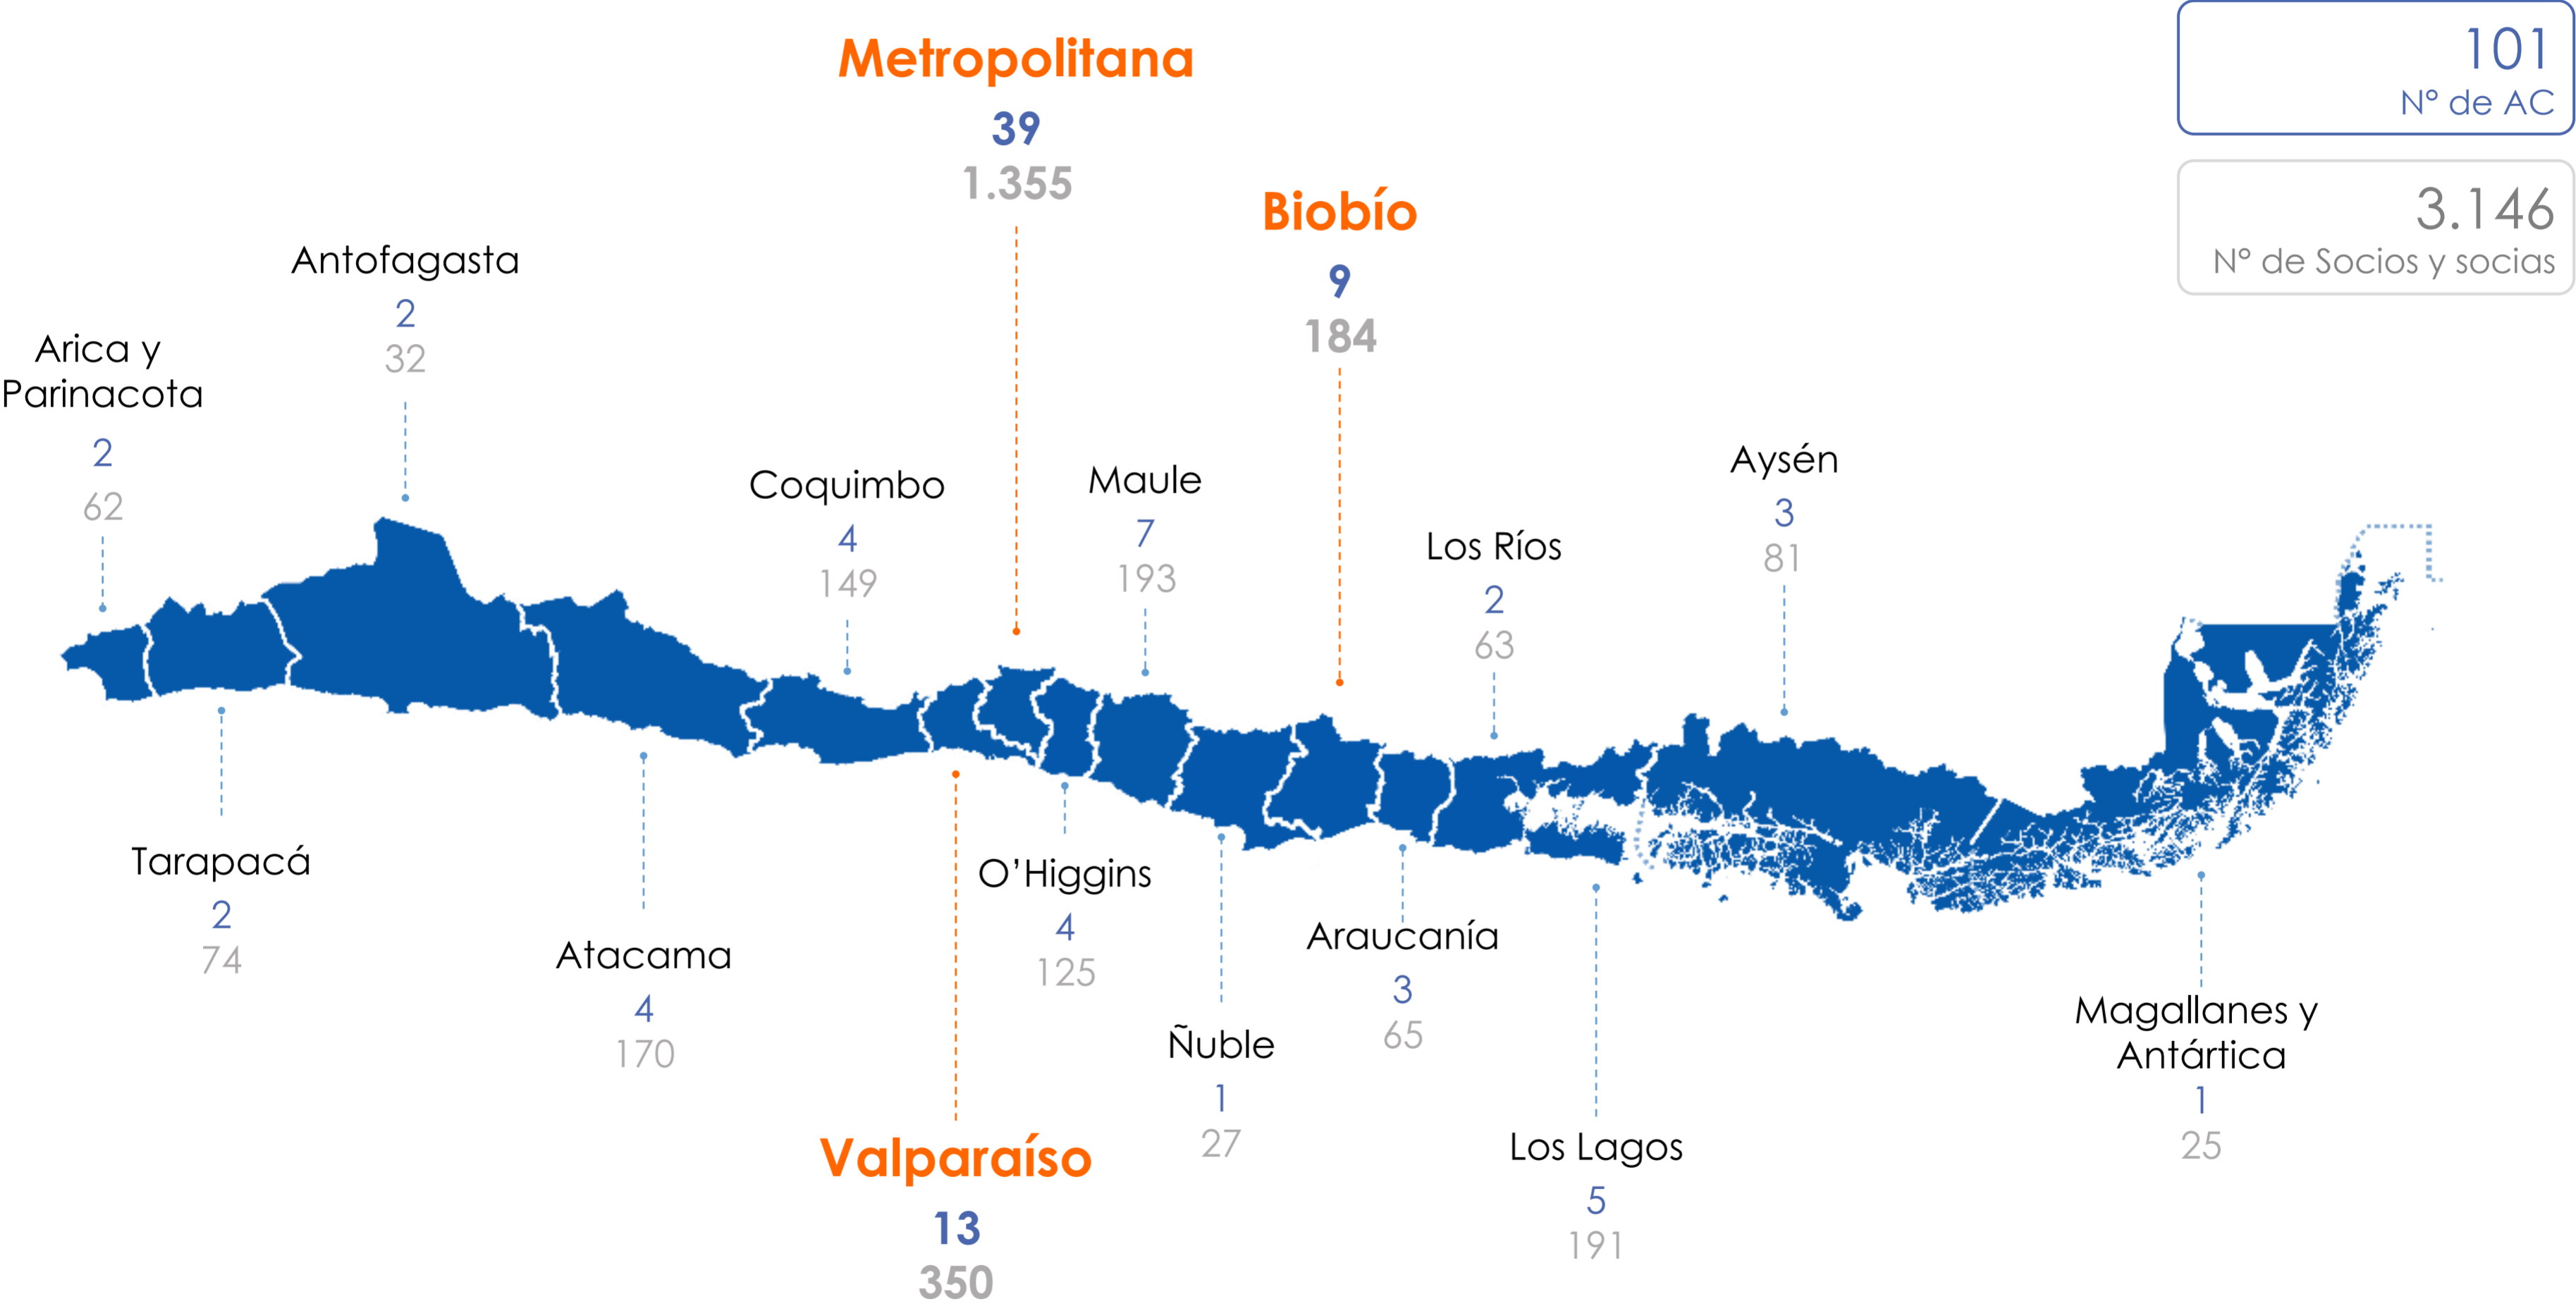 101
N° de AC
3.146
N° de Socios y socias
Metropolitana
39
1.355
Biobío
9
184
Antofagasta
2
32
Arica y
Parinacota
2
62
Coquimbo
4
149
Maule
7
193
Los Ríos
2
63
Aysén
3
81
Tarapacá
2
74
Atacama
4
170
Valparaíso
13
350
O’Higgins
4
125
Ñuble
1
27
Araucanía
3
65
Los Lagos
5
191
Magallanes y
Antártica
1
25